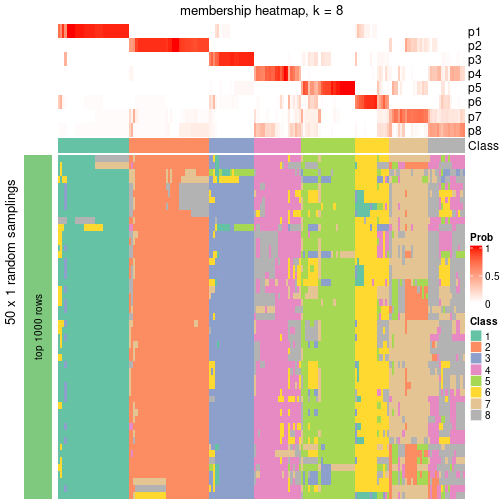 membership heatmap, k = 8
p1
p2
p3
p4
p5
p6
p7
p8
Class
50 x 1 random samplings
top 1000 rows
Prob
1
0.5
0
Class
1
2
3
4
5
6
7
8